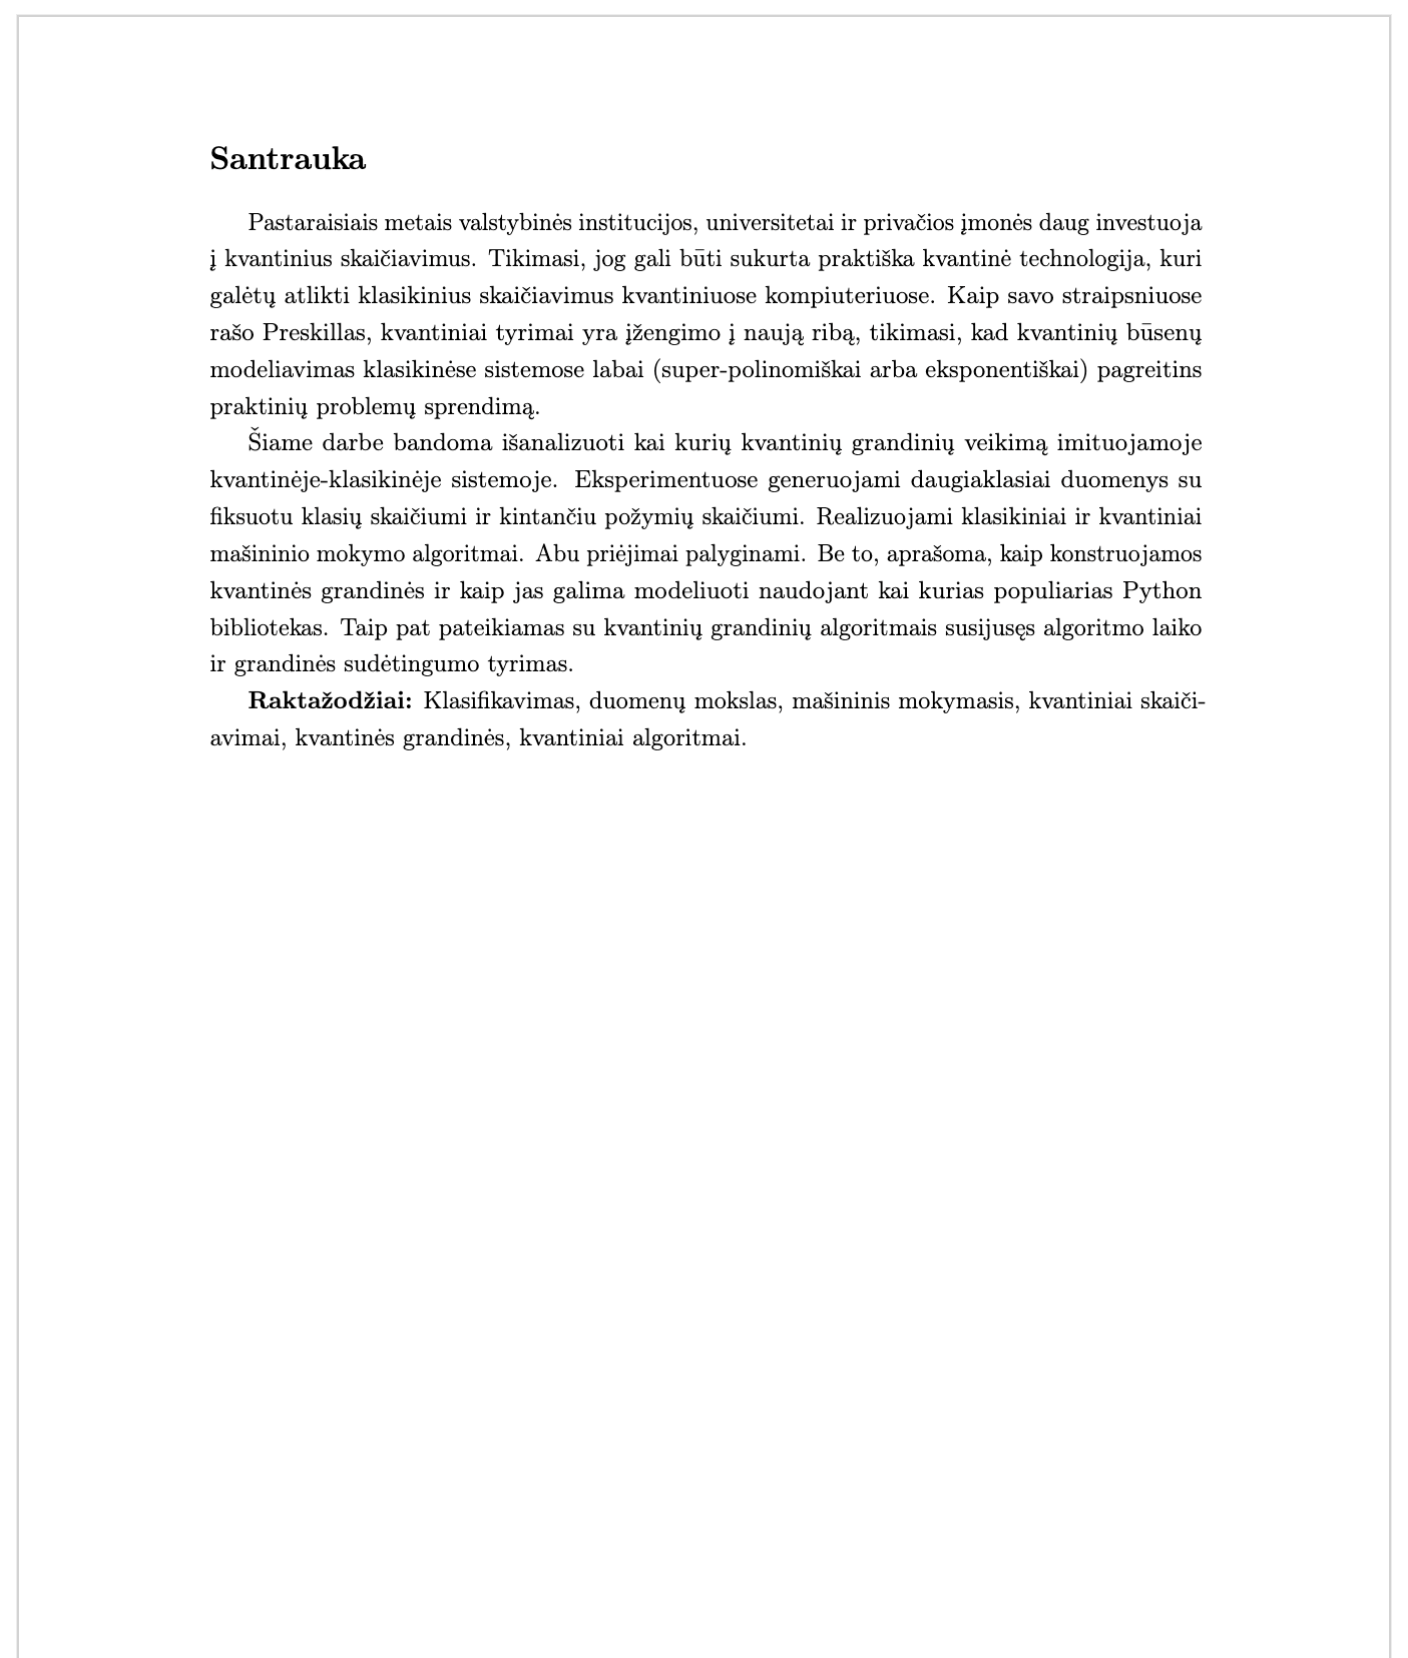 Santrauka
Pastaraisiais metais valstybinės institucijos, universitetai ir privačios įmonės daug investuoja
į kvantinius skaičiavimus. Tikimasi, jog gali būti sukurta praktiška kvantinė technologija, kuri
galėtų atlikti klasikinius skaičiavimus kvantiniuose kompiuteriuose. Kaip savo straipsniuose
rašo Preskillas, kvantiniai tyrimai yra įžengimo į naują ribą, tikimasi, kad kvantinių būsenų
modeliavimas klasikinėse sistemose labai (super-polinomiškai arba eksponentiškai) pagreitins
praktinių problemų sprendimą.
Šiame darbe bandoma išanalizuoti kai kurių kvantinių grandinių veikimą imituojamoje
kvantinėje-klasikinėje sistemoje. Eksperimentuose generuojami daugiaklasiai duomenys su
fiksuotu klasių skaičiumi ir kintančiu požymių skaičiumi. Realizuojami klasikiniai ir kvantiniai
mašininio mokymo algoritmai. Abu priėjimai palyginami. Be to, aprašoma, kaip konstruojamos
kvantinės grandinės ir kaip jas galima modeliuoti naudojant kai kurias populiarias Python
bibliotekas. Taip pat pateikiamas su kvantinių grandinių algoritmais susijusęs algoritmo laiko
ir grandinės sudėtingumo tyrimas.
Raktažodžiai: Klasifikavimas, duomenų mokslas, mašininis mokymasis, kvantiniai skaiči-
avimai, kvantinės grandinės, kvantiniai algoritmai.